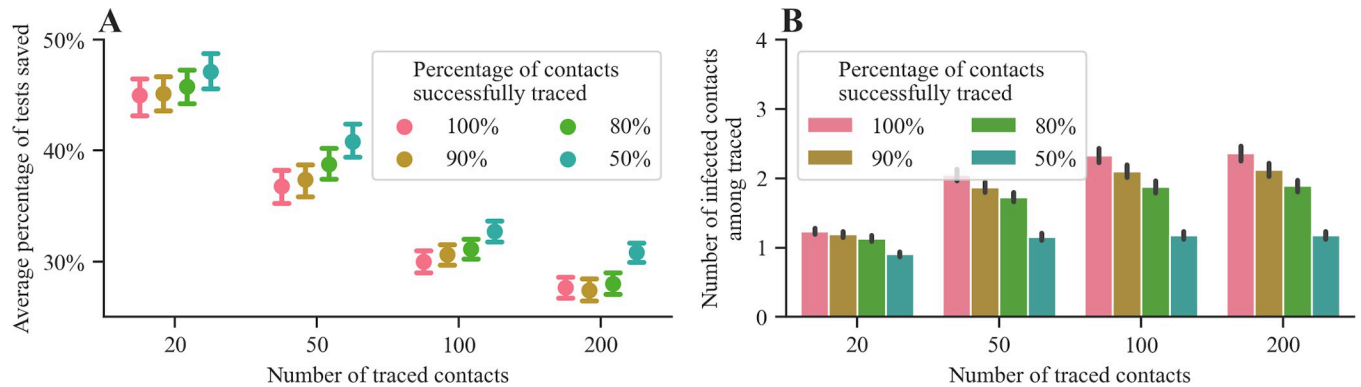 A
Average percentage of tests saved
50%
40%
30%
Percentage of contacts
successfully traced
100%
80%
90%
50%
20
50
100
200
Number of traced contacts
B
Number of infected contacts
among traced
4
3
2
1
0
Percentage of contacts
successfully traced
100%
80%
90%
50%
20
50
100
200
Number of traced contacts